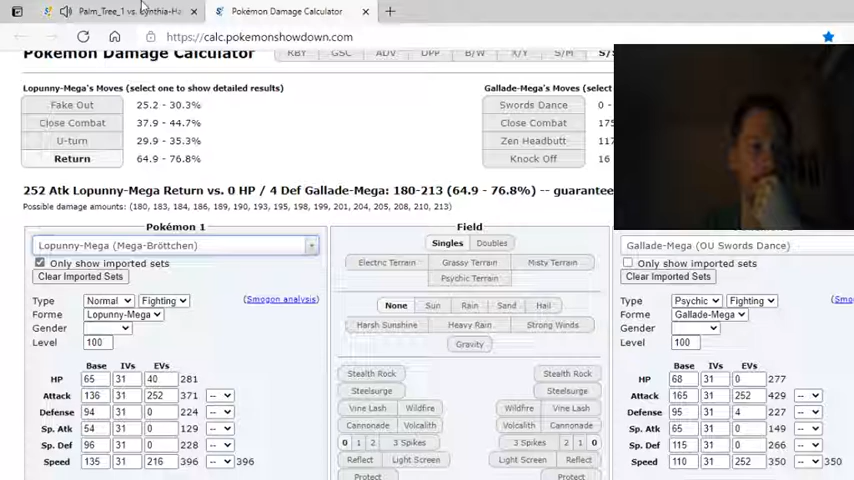 Palm_Tree_1 vs. Cynthia-Ha
Pokémon Damage Calculator
https://calc.pokemonshowdown.com
Pokémon Damage Calculator
RBY GSC ADV DPP B/W X/Y S/M S/S
Lopunny-Mega's Moves (select one to show detailed results)
Gallade-Mega's Moves (select
Fake Out 25.2 - 30.3%
Swords Dance 0 -
Close Combat 37.9 - 44.7%
Close Combat 175
U-turn 29.9 - 35.3%
Zen Headbutt 117
Return 64.9 - 76.8%
Knock Off 16
252 Atk Lopunny-Mega Return vs. 0 HP / 4 Def Gallade-Mega: 180-213 (64.9 - 76.8%) -- guarantee
Possible damage amounts: (180, 183, 184, 186, 189, 190, 193, 195, 198, 199, 201, 204, 205, 208, 210, 213)
Pokémon 1
Field
Lopunny-Mega (Mega-Bröttchen)
Singles Doubles
Gallade-Mega (OU Swords Dance)
Only show imported sets
Electric Terrain Grassy Terrain Misty Terrain
Only show imported sets
Clear Imported Sets
Psychic Terrain
Clear Imported Sets
Type Normal Fighting (Smogon analysis)
None Sun Rain Sand Hail
Type Psychic Fighting (Smo
Forme Lopunny-Mega
Harsh Sunshine Heavy Rain Strong Winds
Forme Gallade-Mega
Gender
Gravity
Gender
Level 100
Level 100
Base IVs EVs
Base IVs EVs
HP 65 31 40 281
Stealth Rock Stealth Rock
HP 68 31 0 277
Attack 136 31 252 371 --
Steelsurge Steelsurge
Attack 165 31 252 429 --
Defense 94 31 0 224 --
Vine Lash Wildfire Wildfire Vine Lash
Defense 95 31 4 227 --
Sp. Atk 54 31 0 129 --
Cannonade Volcalith Volcalith Cannonade
Sp. Atk 65 31 0 149 --
Sp. Def 96 31 0 228 --
0 1 2 3 Spikes 3 Spikes 2 1 0
Sp. Def 115 31 0 266 --
Speed 135 31 216 396 -- 396
Reflect Light Screen Light Screen Reflect
Speed 110 31 252 350 -- 350
Protect Protect